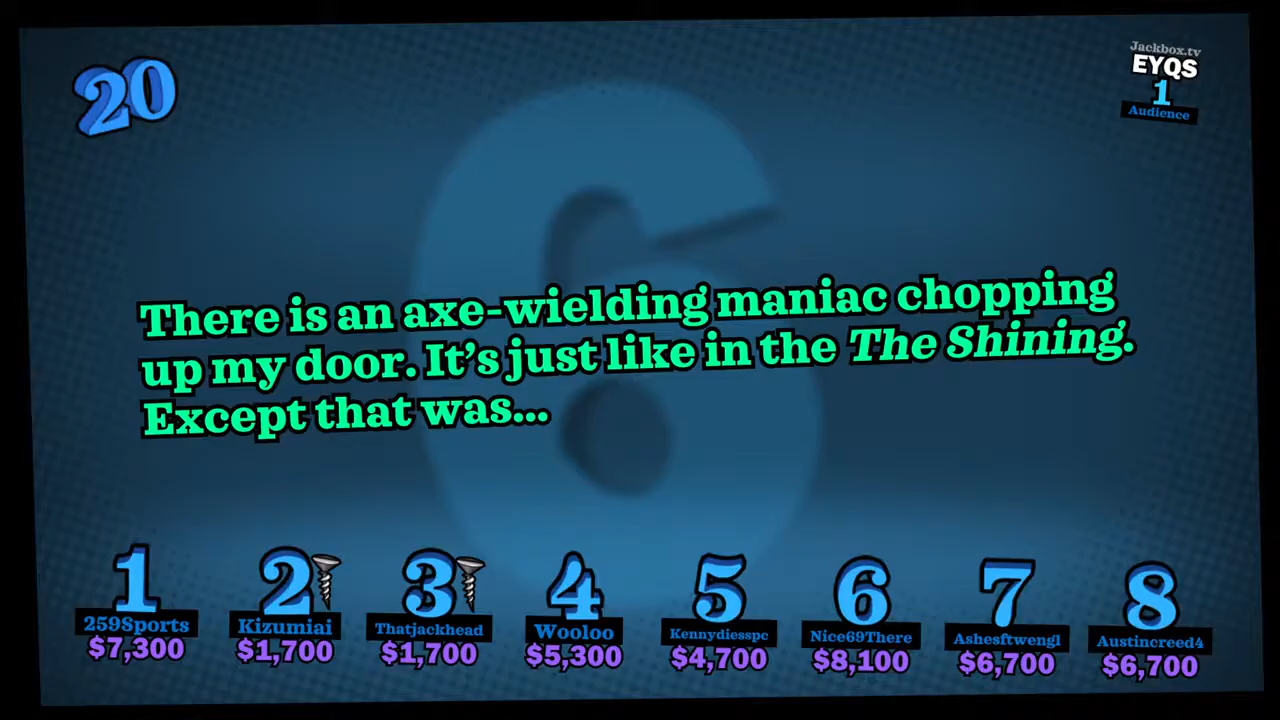 20
Jackbox.tv
EYQS
1
Audience
6
There is an axe-wielding maniac chopping
up my door. It's just like in the The Shining.
Except that was...
1 2 3 4 5 6 7 8
259Sports Kizumiai Thatjackhead Wooloo Kennydiesspc Nice69There Ashesftwengl Austincreed4
$7,300 $1,700 $1,700 $5,300 $4,700 $8,100 $6,700 $6,700